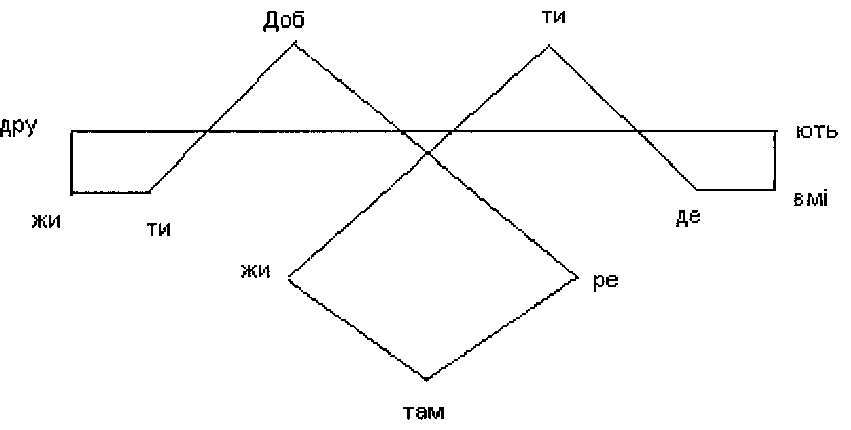 Доб
ти
дру
ють
жи
ти
де
вмі
жи
ре
там